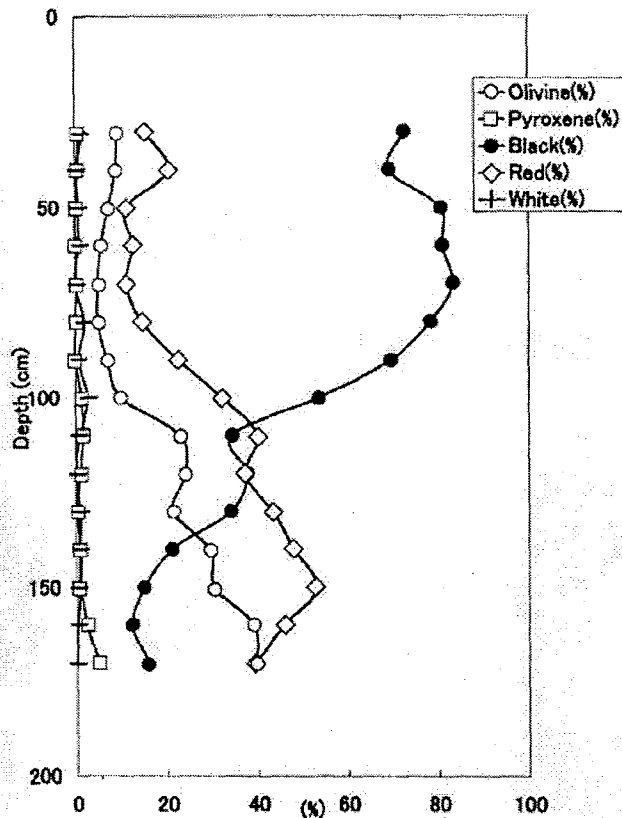 0
50
100
150
200
Depth (cm)
0 20 40 60 80 100
(%)
Olivine(%)
Pyroxene(%)
Black(%)
Red(%)
White(%)